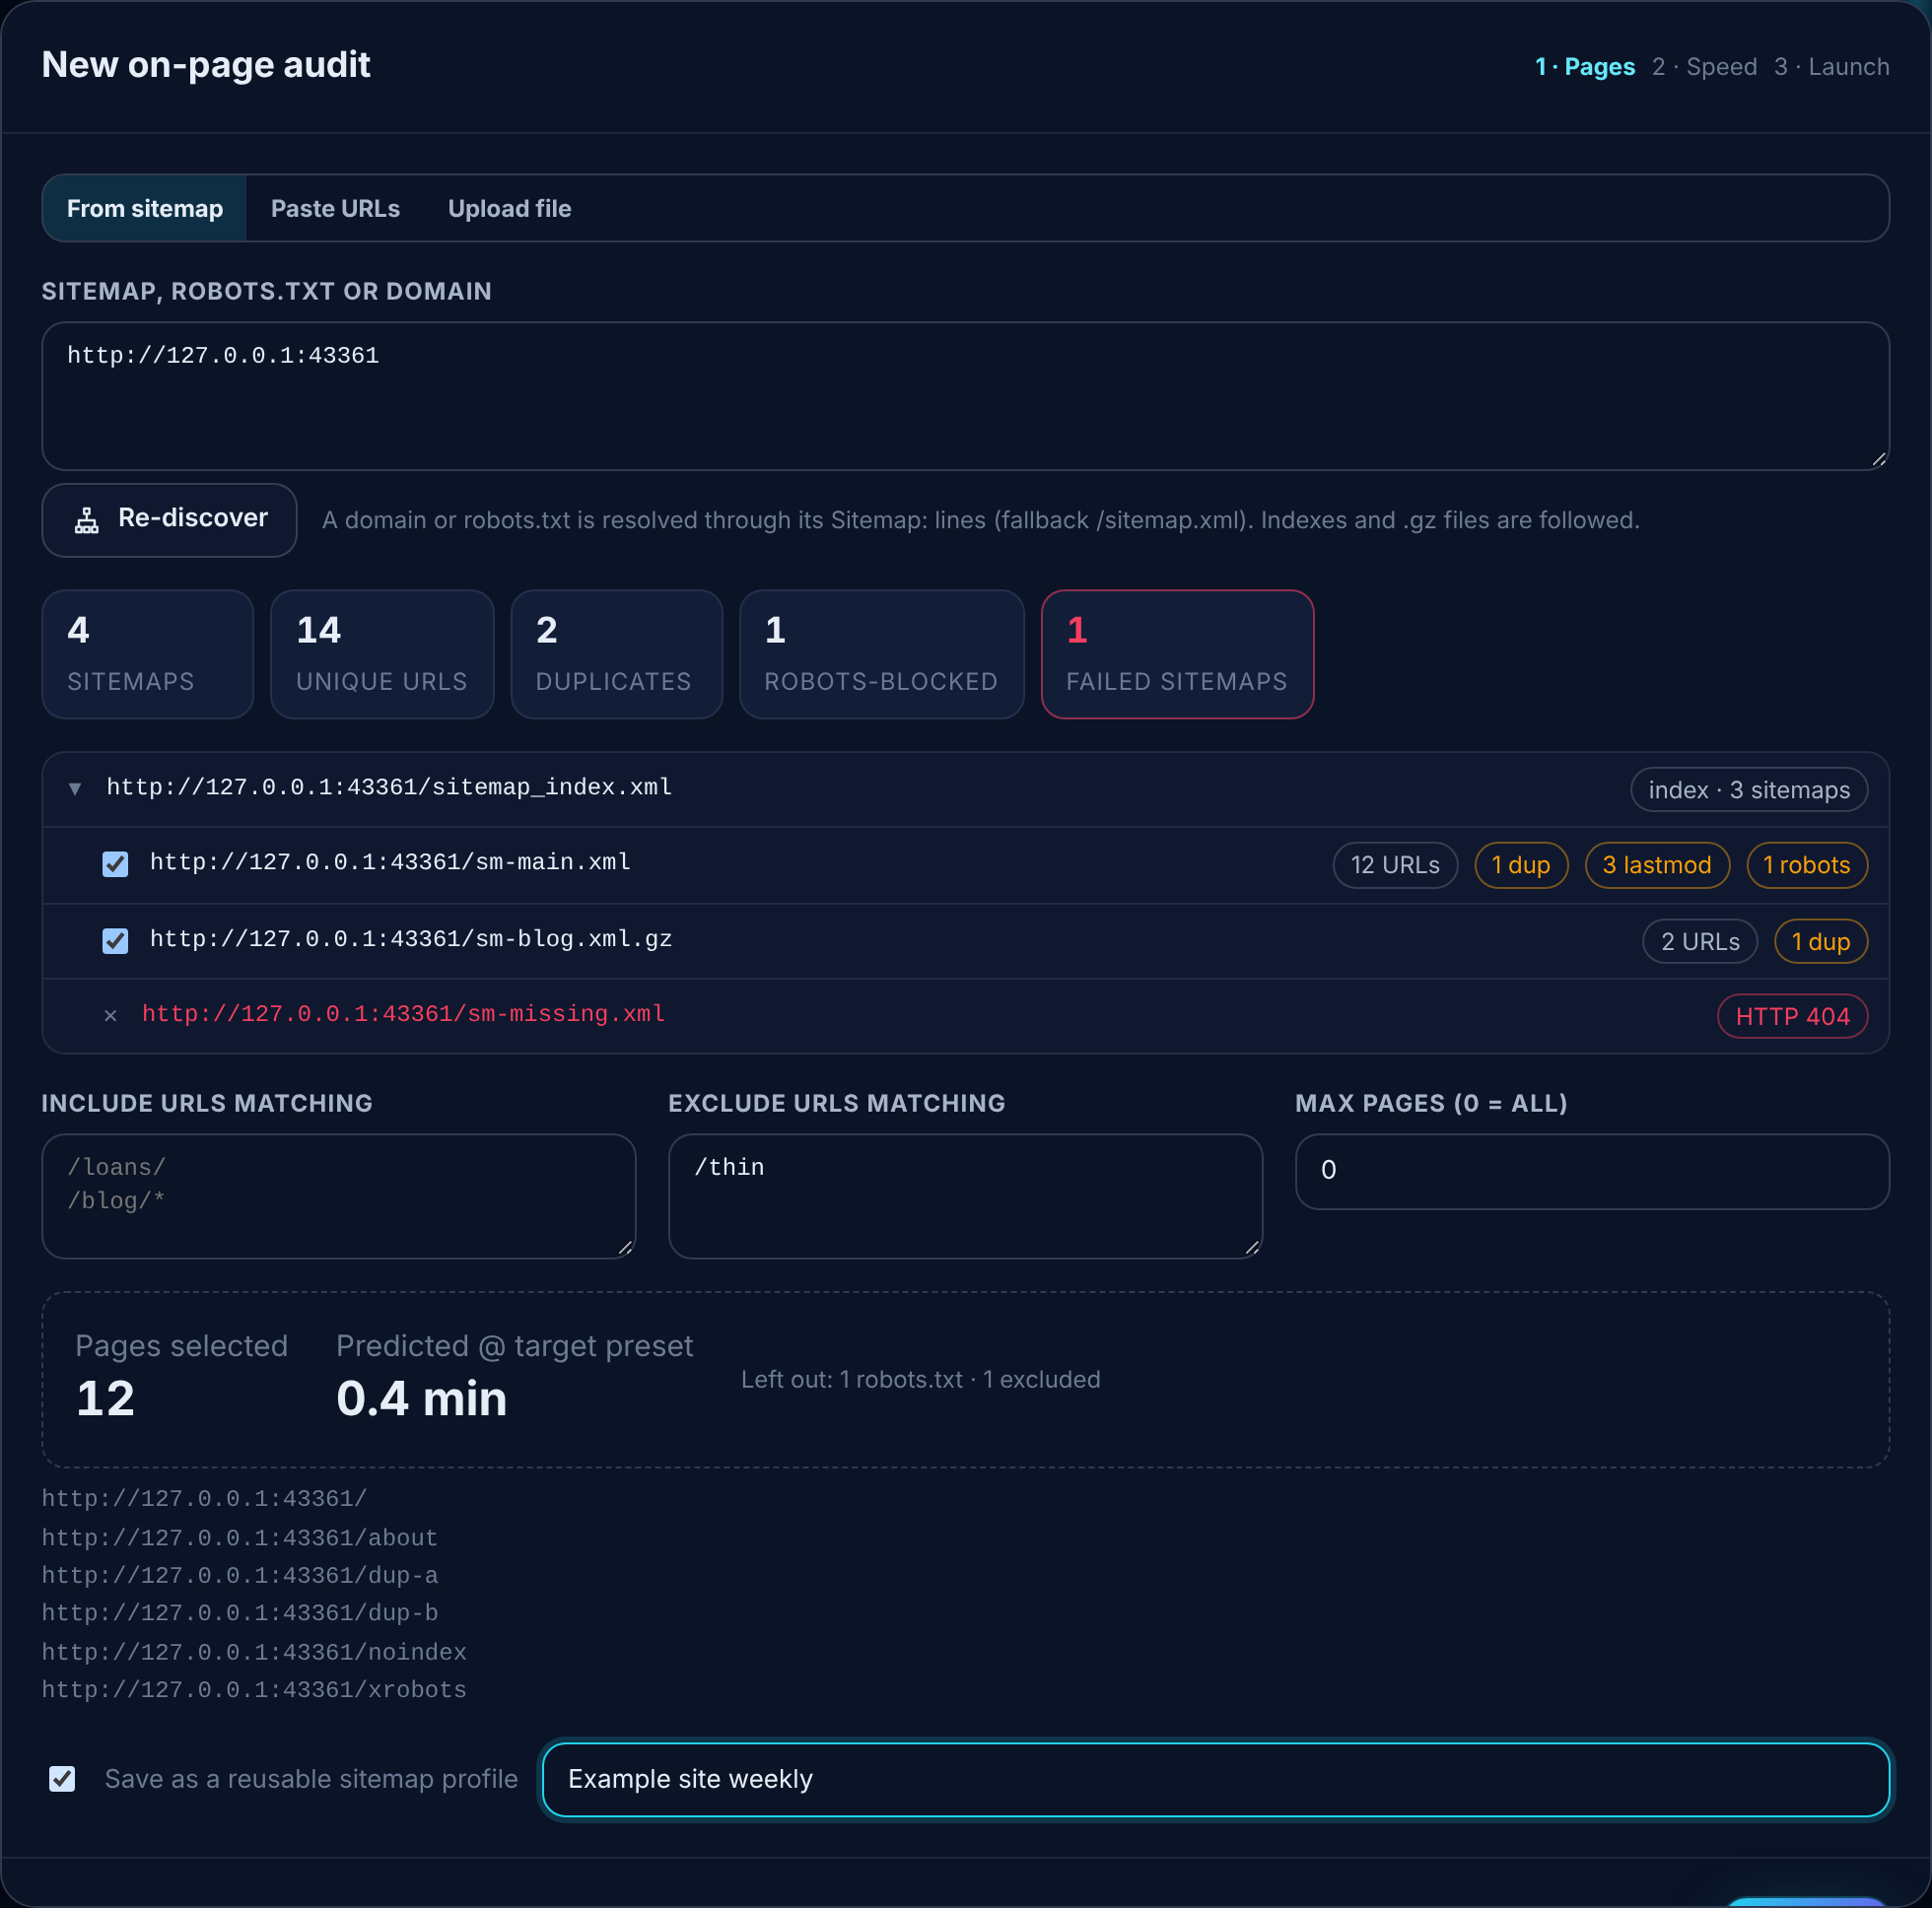 New on-page audit
1 · Pages 2 · Speed 3 · Launch
From sitemap Paste URLs Upload file
SITEMAP, ROBOTS.TXT OR DOMAIN
http://127.0.0.1:43361
Re-discover A domain or robots.txt is resolved through its Sitemap: lines (fallback /sitemap.xml). Indexes and .gz files are followed.
4 14 2 1 1
SITEMAPS UNIQUE URLS DUPLICATES ROBOTS-BLOCKED FAILED SITEMAPS
▼ http://127.0.0.1:43361/sitemap_index.xml index · 3 sitemaps
http://127.0.0.1:43361/sm-main.xml 12 URLs 1 dup 3 lastmod 1 robots
http://127.0.0.1:43361/sm-blog.xml.gz 2 URLs 1 dup
× http://127.0.0.1:43361/sm-missing.xml HTTP 404
INCLUDE URLS MATCHING EXCLUDE URLS MATCHING MAX PAGES (0 = ALL)
/loans/ /thin 0
/blog/*
Pages selected Predicted @ target preset
12 0.4 min Left out: 1 robots.txt · 1 excluded
http://127.0.0.1:43361/
http://127.0.0.1:43361/about
http://127.0.0.1:43361/dup-a
http://127.0.0.1:43361/dup-b
http://127.0.0.1:43361/noindex
http://127.0.0.1:43361/xrobots
Save as a reusable sitemap profile Example site weekly